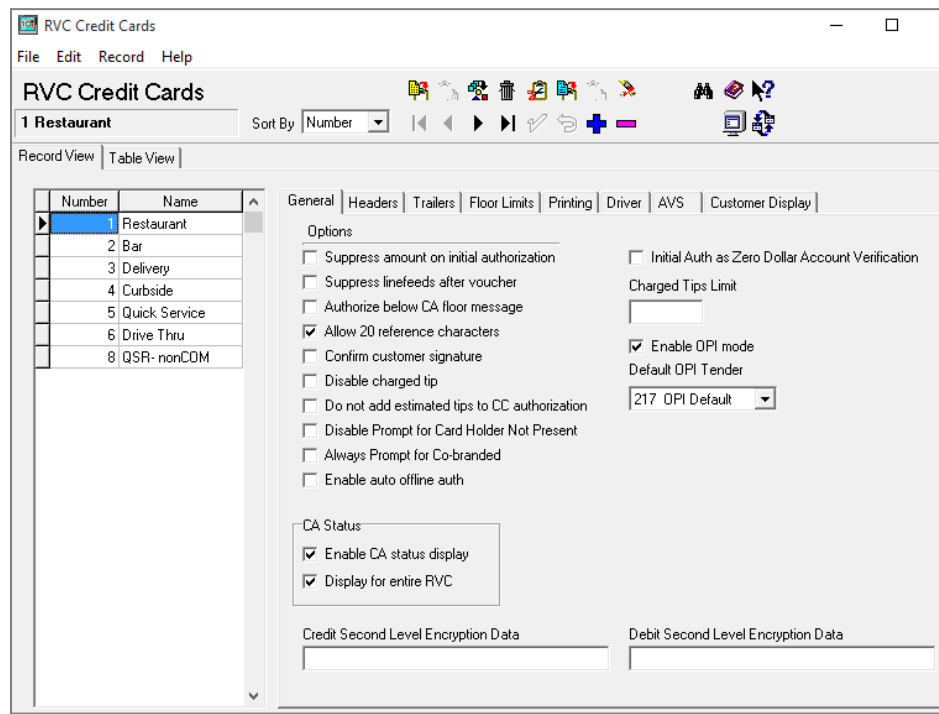 RVC Credit Cards
File Edit Record Help
RVC Credit Cards
1 Restaurant
Sort By Number
Record View Table View
Number Name
1 Restaurant
2 Bar
3 Delivery
4 Curbside
5 Quick Service
6 Drive Thru
8 QSR- nonCOM
General Headers Trailers Floor Limits Printing Driver AVS Customer Display
Options
Suppress amount on initial authorization
Suppress linefeeds after voucher
Authorize below CA floor message
Allow 20 reference characters
Confirm customer signature
Disable charged tip
Do not add estimated tips to CC authorization
Disable Prompt for Card Holder Not Present
Always Prompt for Co-branded
Enable auto offline auth
Initial Auth as Zero Dollar Account Verification
Charged Tips Limit
Enable OPI mode
Default OPI Tender
217 OPI Default
CA Status
Enable CA status display
Display for entire RVC
Credit Second Level Encryption Data
Debit Second Level Encryption Data